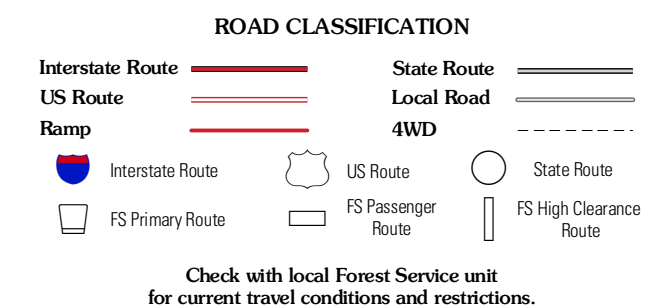 ROAD CLASSIFICATION
Interstate Route
State Route
US Route
Local Road
Ramp
4WD
Interstate Route
US Route
State Route
FS Primary Route
FS Passenger
Route
FS High Clearance
Route
Check with local Forest Service unit
for current travel conditions and restrictions.